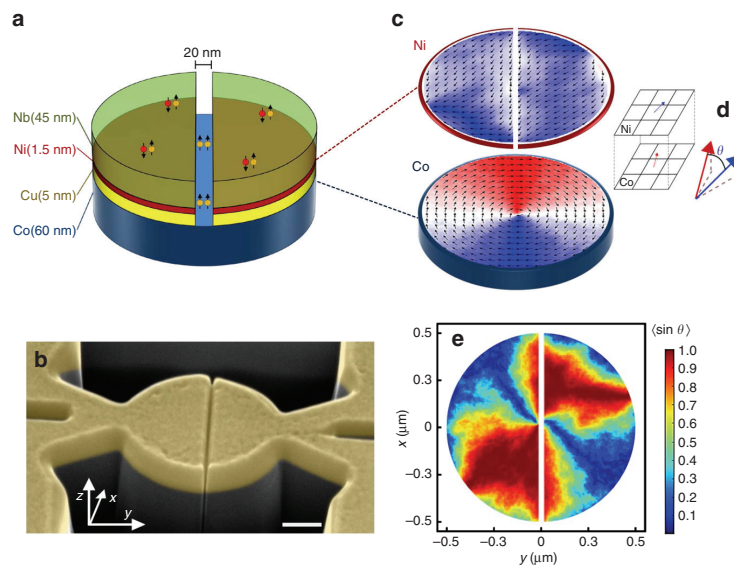 a
20 nm
Nb(45 nm)
Ni(1.5 nm)
Cu(5 nm)
Co(60 nm)
c
Ni
Co
Ni
Co
d
θ
b
z
x
y
e
⟨sin θ⟩
0.5
0.3
0
−0.3
−0.5
x (μm)
−0.5
−0.3
0
0.3
0.5
y (μm)
1.0
0.9
0.8
0.7
0.6
0.5
0.4
0.3
0.2
0.1